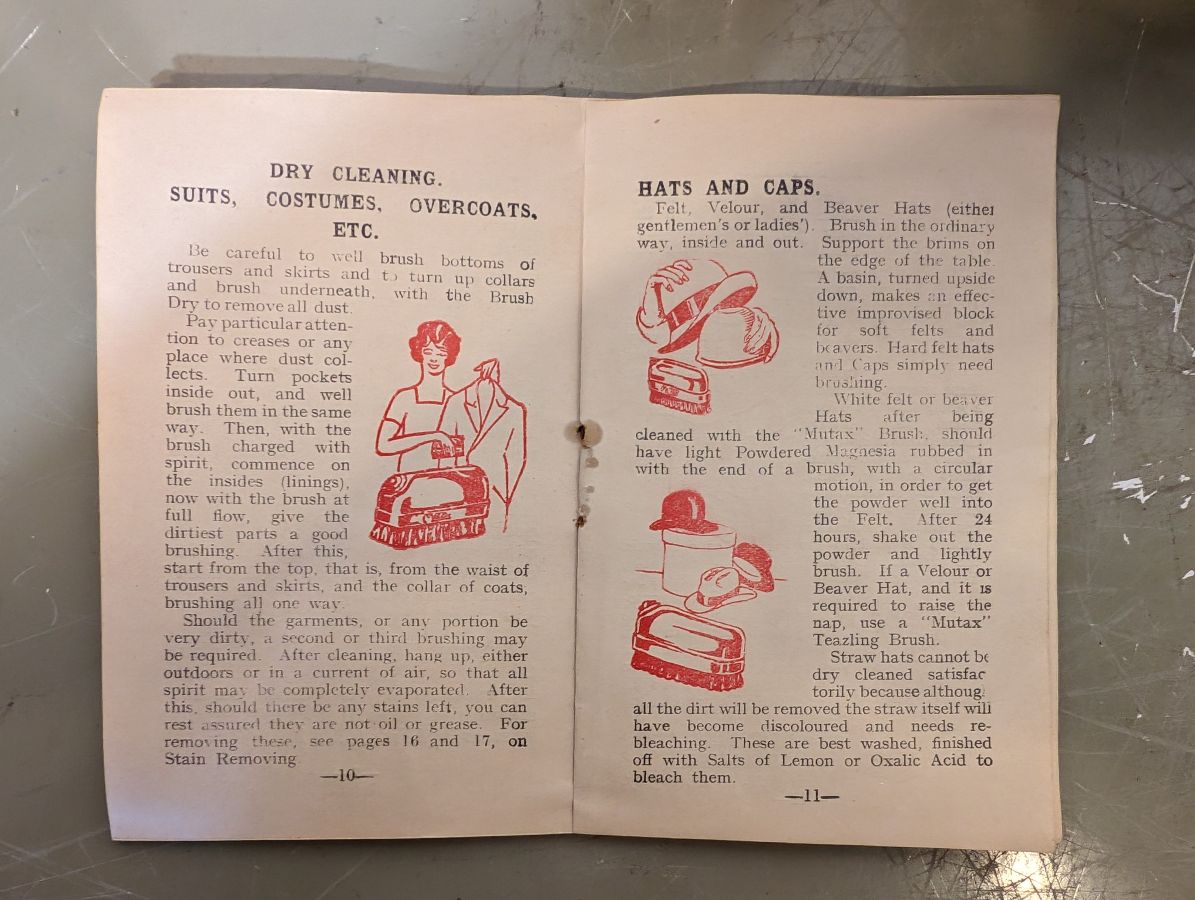 DRY CLEANING.
SUITS, COSTUMES, OVERCOATS,
ETC.
Be careful to well brush bottoms of
trousers and skirts and to turn up collars
and brush underneath, with the Brush
Dry to remove all dust.
Pay particular atten-
tion to creases or any
place where dust col-
lects. Turn pockets
inside out, and well
brush them in the same
way. Then, with the
brush charged with
spirit, commence on
the insides (linings),
now with the brush at
full flow, give the
dirtiest parts a good
brushing. After this,
start from the top, that is, from the waist of
trousers and skirts, and the collar of coats,
brushing all one way.
Should the garments, or any portion be
very dirty, a second or third brushing may
be required. After cleaning, hang up, either
outdoors or in a current of air, so that all
spirit may be completely evaporated. After
this, should there be any stains left, you can
rest assured they are not oil or grease. For
removing these, see pages 16 and 17, on
Stain Removing
—10—
HATS AND CAPS.
Felt, Velour, and Beaver Hats (either
gentlemen's or ladies'). Brush in the ordinary
way, inside and out. Support the brims on
the edge of the table.
A basin, turned upside
down, makes an effec-
tive improvised block
for soft felts and
beavers. Hard felt hats
and Caps simply need
brushing.
White felt or beaver
Hats after being
cleaned with the "Mutax" Brush, should
have light Powdered Magnesia rubbed in
with the end of a brush, with a circular
motion, in order to get
the powder well into
the Felt. After 24
hours, shake out the
powder and lightly
brush. If a Velour or
Beaver Hat, and it is
required to raise the
nap, use a "Mutax"
Teazling Brush.
Straw hats cannot be
dry cleaned satisfac
torily because althoug
all the dirt will be removed the straw itself will
have become discoloured and needs re-
bleaching. These are best washed, finished
off with Salts of Lemon or Oxalic Acid to
bleach them.
—11—